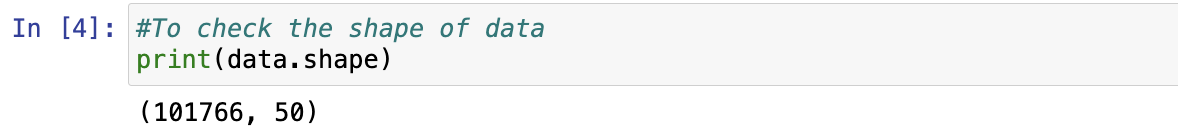 In [4]: #To check the shape of data
print(data.shape)
(101766, 50)